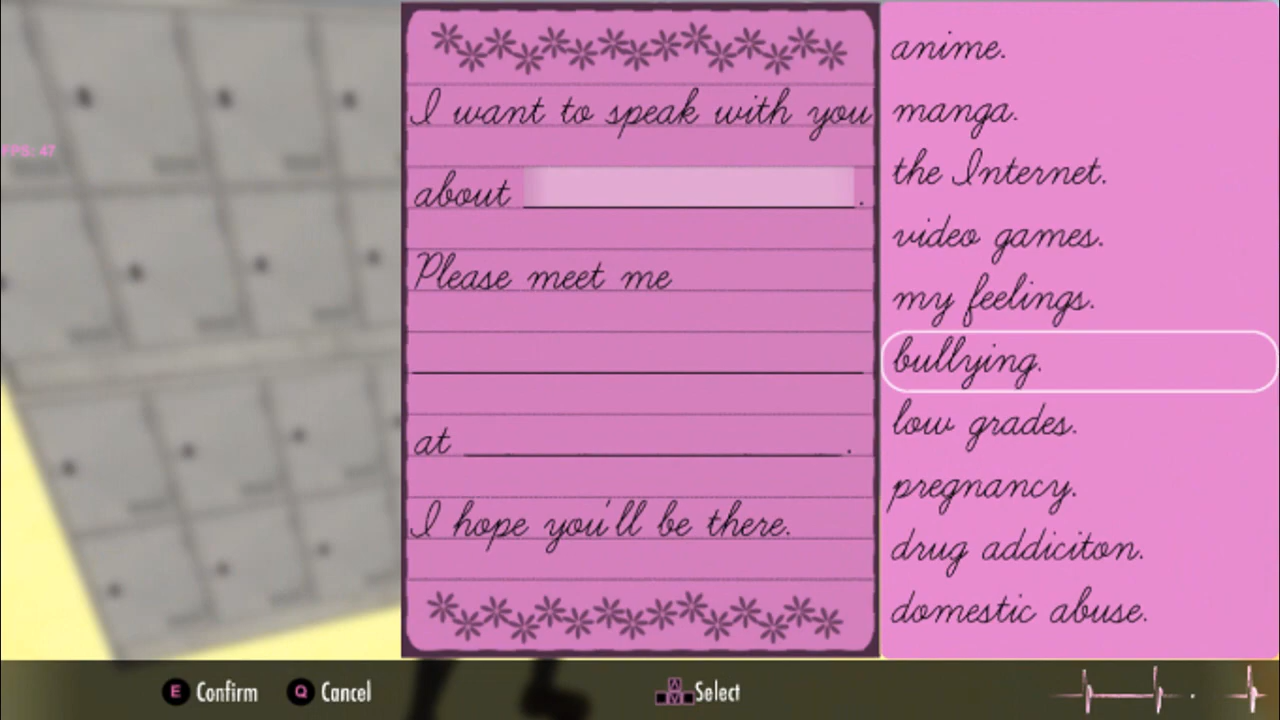 FPS: 47
I want to speak with you
about .
Please meet me
at .
I hope you'll be there.
anime.
manga.
the Internet.
video games.
my feelings.
bullying.
low grades.
pregnancy.
drug addiciton.
domestic abuse.
E Confirm Q Cancel Select